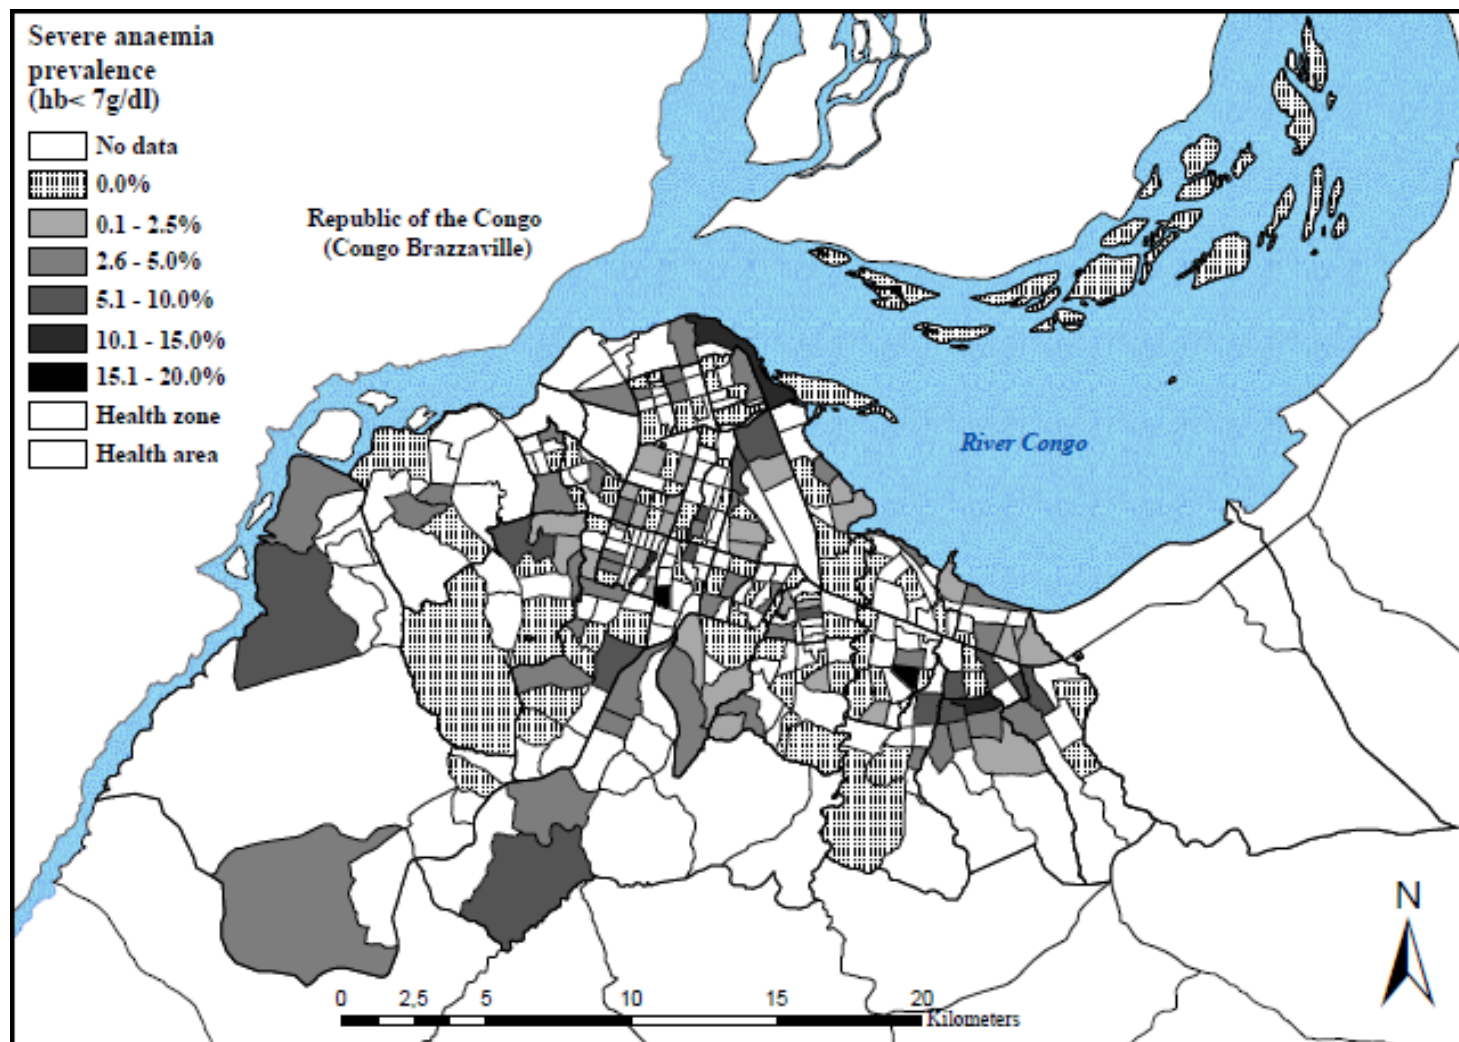 Severe anaemia
prevalence
(hb< 7g/dl)
No data
0.0%
0.1 - 2.5%
2.6 - 5.0%
5.1 - 10.0%
10.1 - 15.0%
15.1 - 20.0%
Health zone
Health area
Republic of the Congo
(Congo Brazzaville)
River Congo
N
0 2,5 5 10 15 20
Kilometers